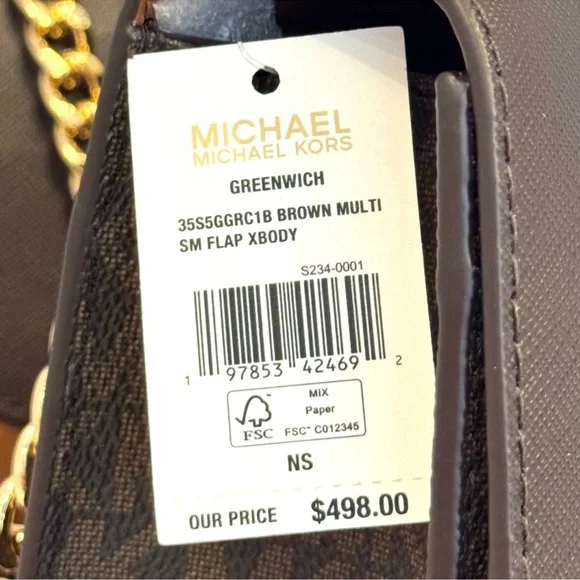 MICHAEL
MICHAEL KORS
GREENWICH
35S5GGRC1B BROWN MULTI
SM FLAP XBODY
S234-0001
1 97853 42469 2
FSC
MIX
Paper
FSC™ C012345
NS
OUR PRICE $498.00